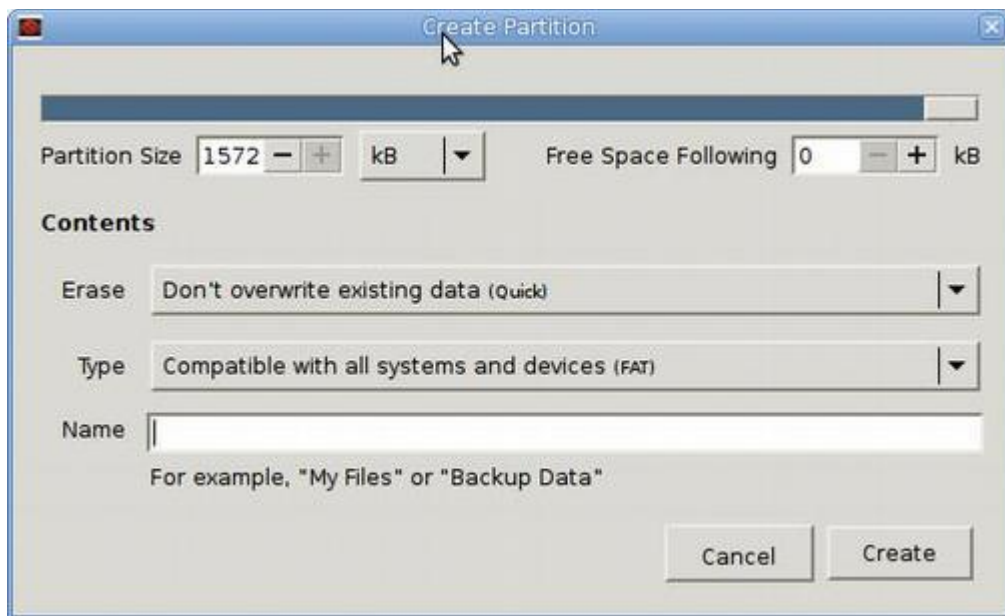 Create Partition
Partition Size 1572 − + kB Free Space Following 0 − + kB
Contents
Erase Don't overwrite existing data (Quick)
Type Compatible with all systems and devices (FAT)
Name
For example, "My Files" or "Backup Data"
Cancel Create